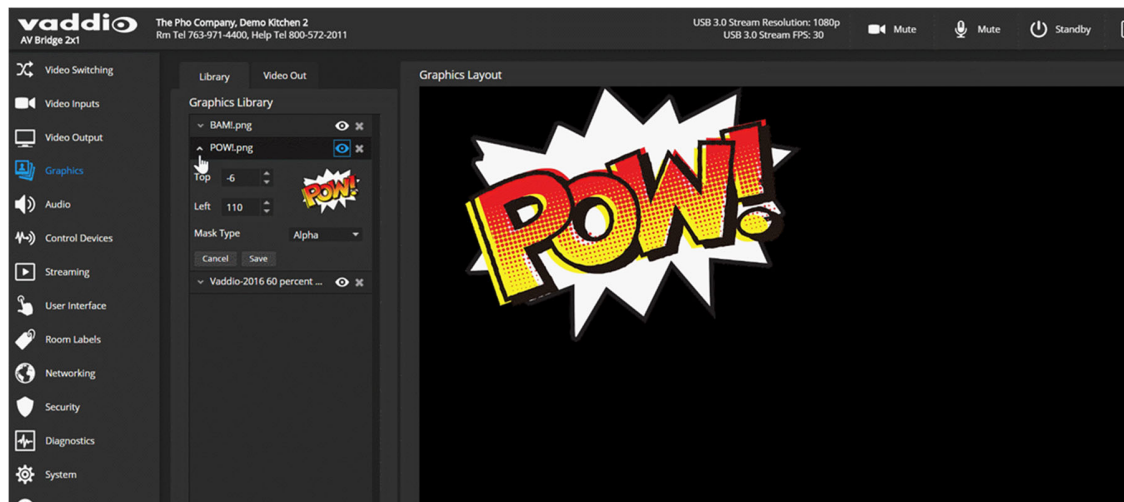 vaddio
AV Bridge 2x1
The Pho Company, Demo Kitchen 2
Rm Tel 763-971-4400, Help Tel 800-572-2011
USB 3.0 Stream Resolution: 1080p
USB 3.0 Stream FPS: 30
Mute
Mute
Standby
Video Switching
Video Inputs
Video Output
Graphics
Audio
Control Devices
Streaming
User Interface
Room Labels
Networking
Security
Diagnostics
System
Library
Video Out
Graphics Library
BAM!.png
POW!.png
Top -6
POW!
Left 110
Mask Type Alpha
Cancel Save
Vaddio-2016 60 percent ...
Graphics Layout
POW!